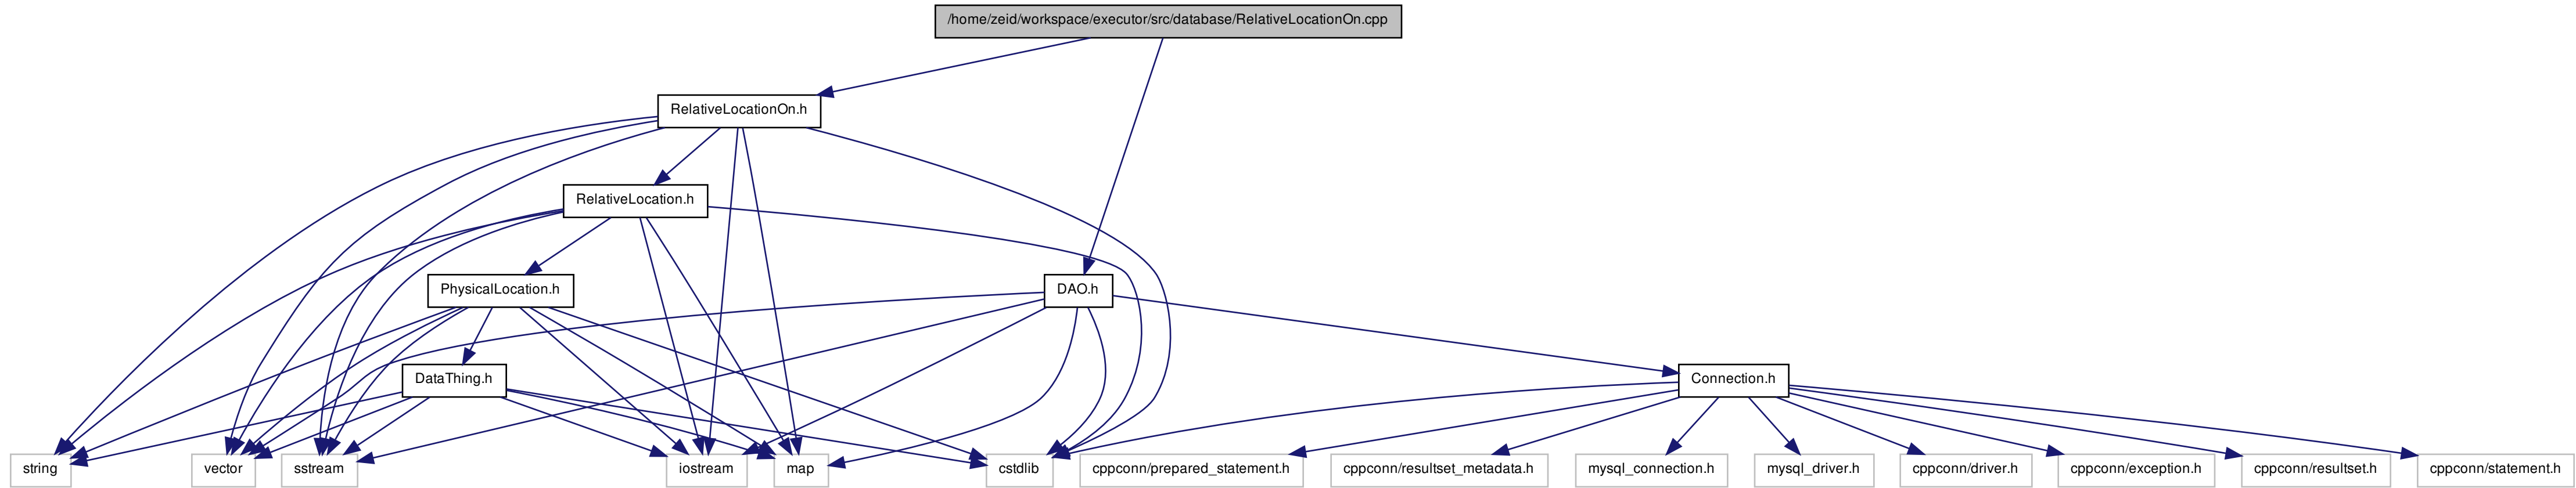 /home/zeid/workspace/executor/src/database/RelativeLocationOn.cpp
RelativeLocationOn.h
RelativeLocation.h
PhysicalLocation.h
DAO.h
DataThing.h
Connection.h
string
vector
sstream
iostream
map
cstdlib
cppconn/prepared_statement.h
cppconn/resultset_metadata.h
mysql_connection.h
mysql_driver.h
cppconn/driver.h
cppconn/exception.h
cppconn/resultset.h
cppconn/statement.h